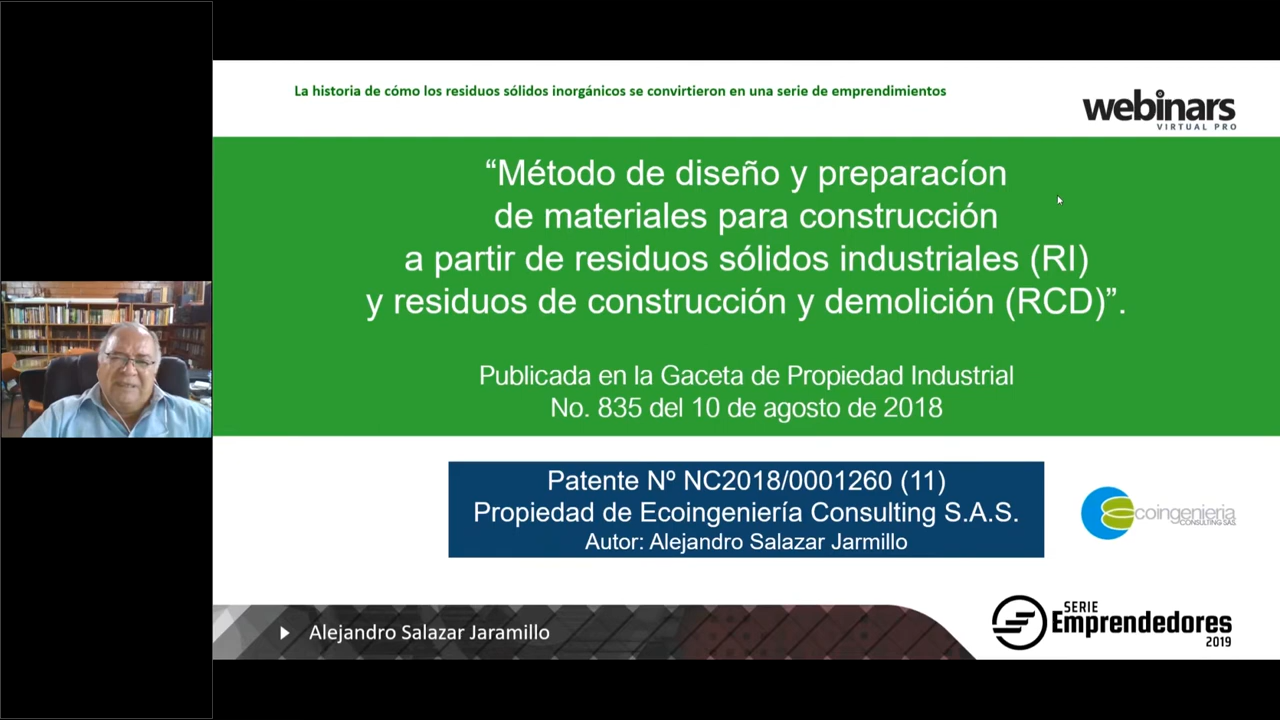 La historia de cómo los residuos sólidos inorgánicos se convirtieron en una serie de emprendimientos
webinars
VIRTUAL PRO
“Método de diseño y preparacíon
de materiales para construcción
a partir de residuos sólidos industriales (RI)
y residuos de construcción y demolición (RCD)”.
Publicada en la Gaceta de Propiedad Industrial
No. 835 del 10 de agosto de 2018
Patente Nº NC2018/0001260 (11)
Propiedad de Ecoingeniería Consulting S.A.S.
Autor: Alejandro Salazar Jarmillo
ecoingenieria
CONSULTING SAS
Alejandro Salazar Jaramillo
SERIE
Emprendedores
2019